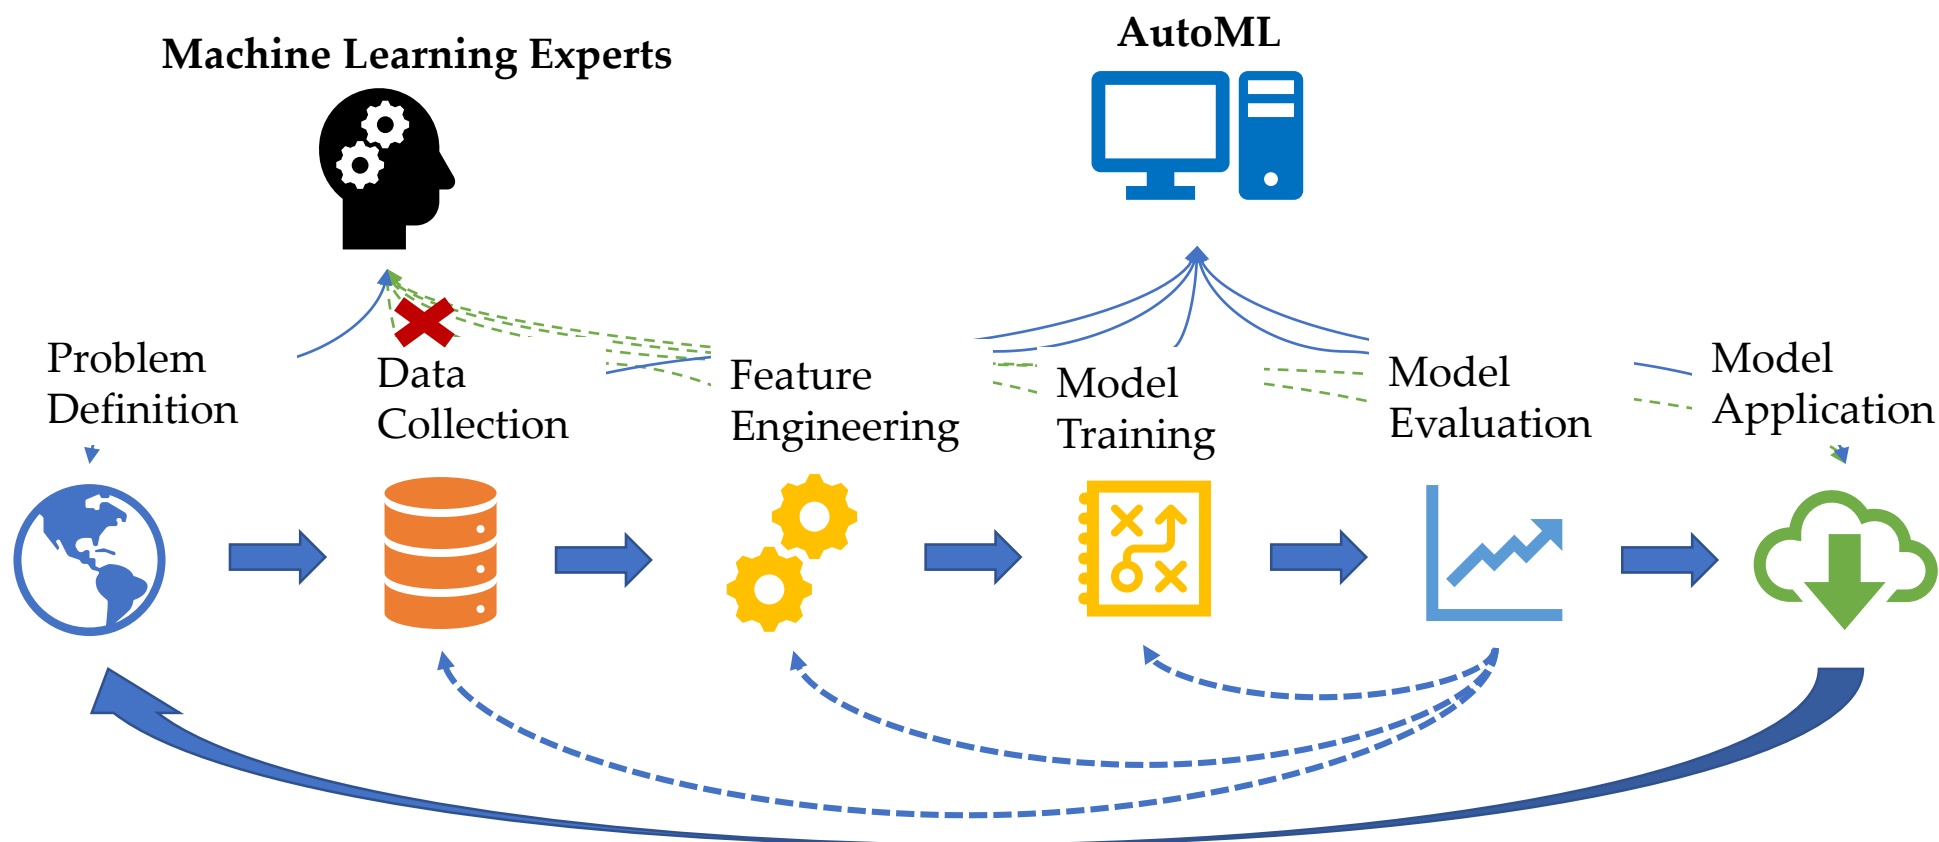 Machine Learning Experts
AutoML
Problem
Definition
Data
Collection
Feature
Engineering
Model
Training
Model
Evaluation
Model
Application